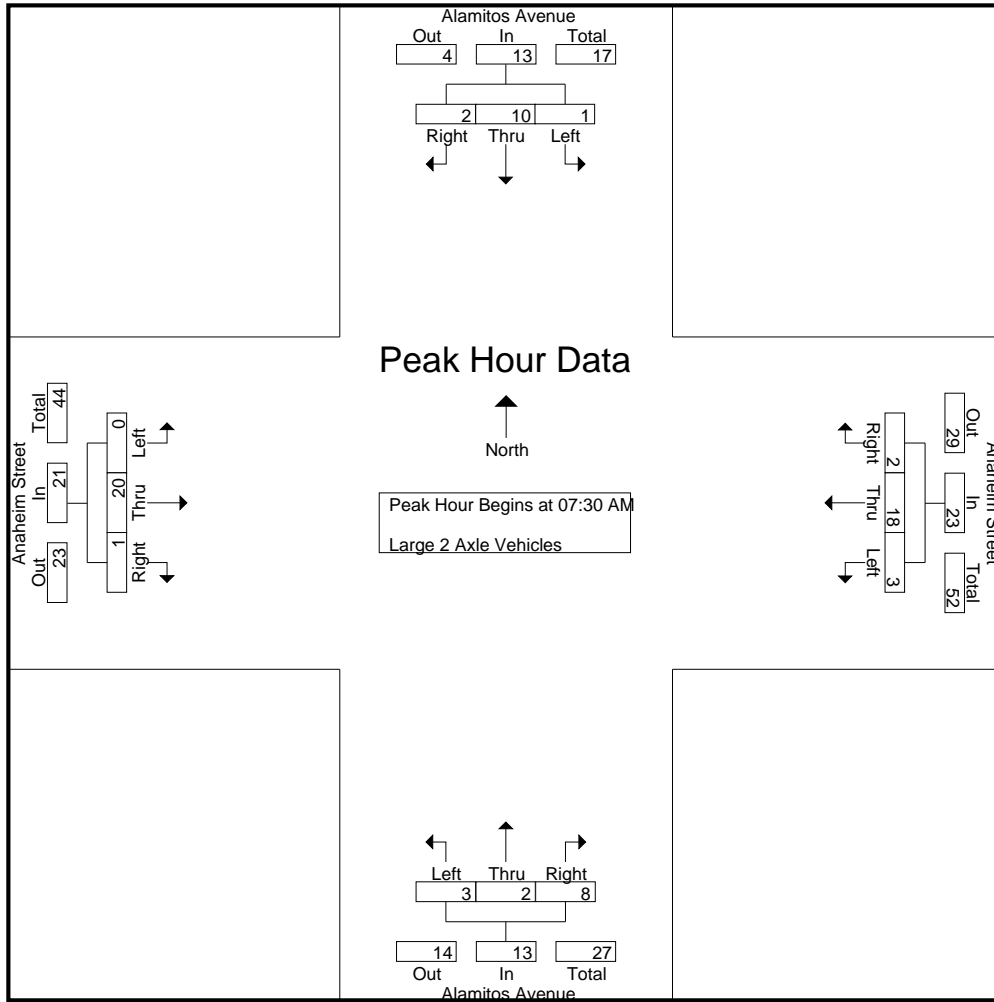 Alamitos Avenue
Out In Total
4 13 17
2 10 1
Right Thru Left
Peak Hour Data
North
Peak Hour Begins at 07:30 AM
Large 2 Axle Vehicles
Anaheim Street
Total In Out
44 21 23
0 20 1
Left Thru Right
Right Thru Left
2 18 3
29 23 52
Out In Total
Anaheim Street
Left Thru Right
3 2 8
14 13 27
Out In Total
Alamitos Avenue